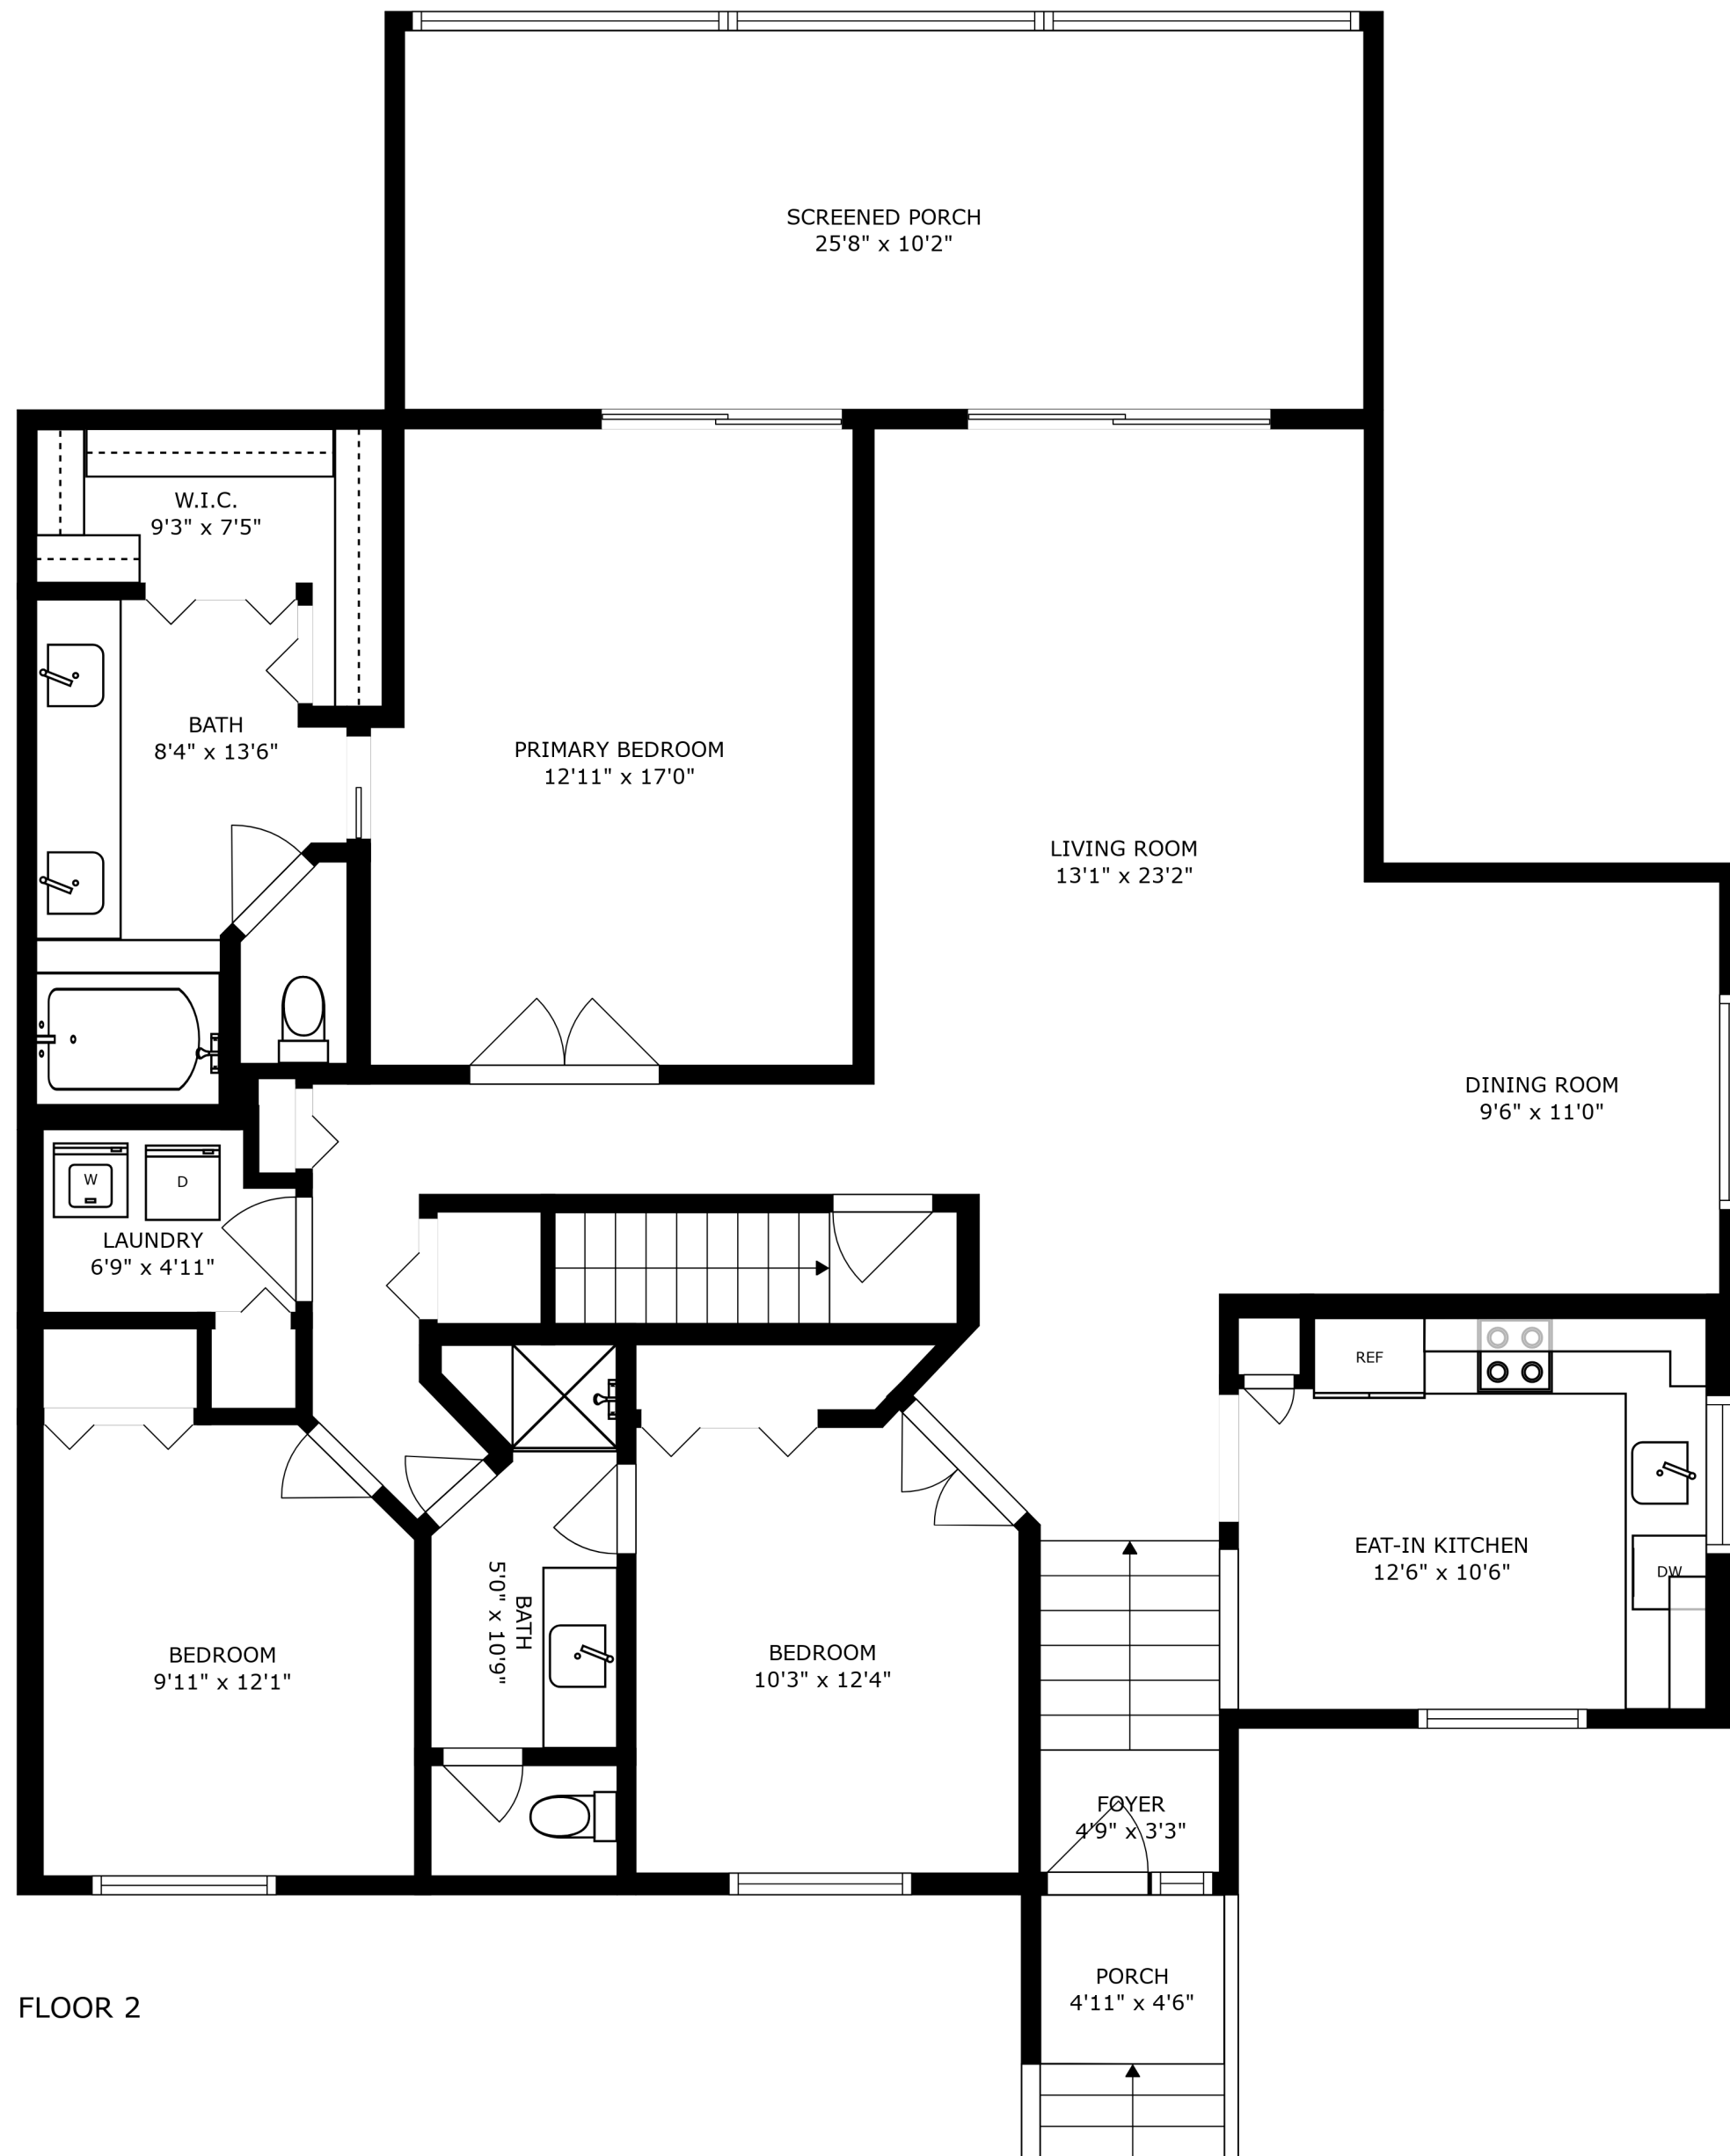 SCREENED PORCH
25'8" x 10'2"
W.I.C.
9'3" x 7'5"
BATH
8'4" x 13'6"
PRIMARY BEDROOM
12'11" x 17'0"
LIVING ROOM
13'1" x 23'2"
DINING ROOM
9'6" x 11'0"
W
D
LAUNDRY
6'9" x 4'11"
REF
EAT-IN KITCHEN
12'6" x 10'6"
DW
BATH
5'0" x 10'9"
BEDROOM
9'11" x 12'1"
BEDROOM
10'3" x 12'4"
FOYER
4'9" x 3'3"
PORCH
4'11" x 4'6"
FLOOR 2